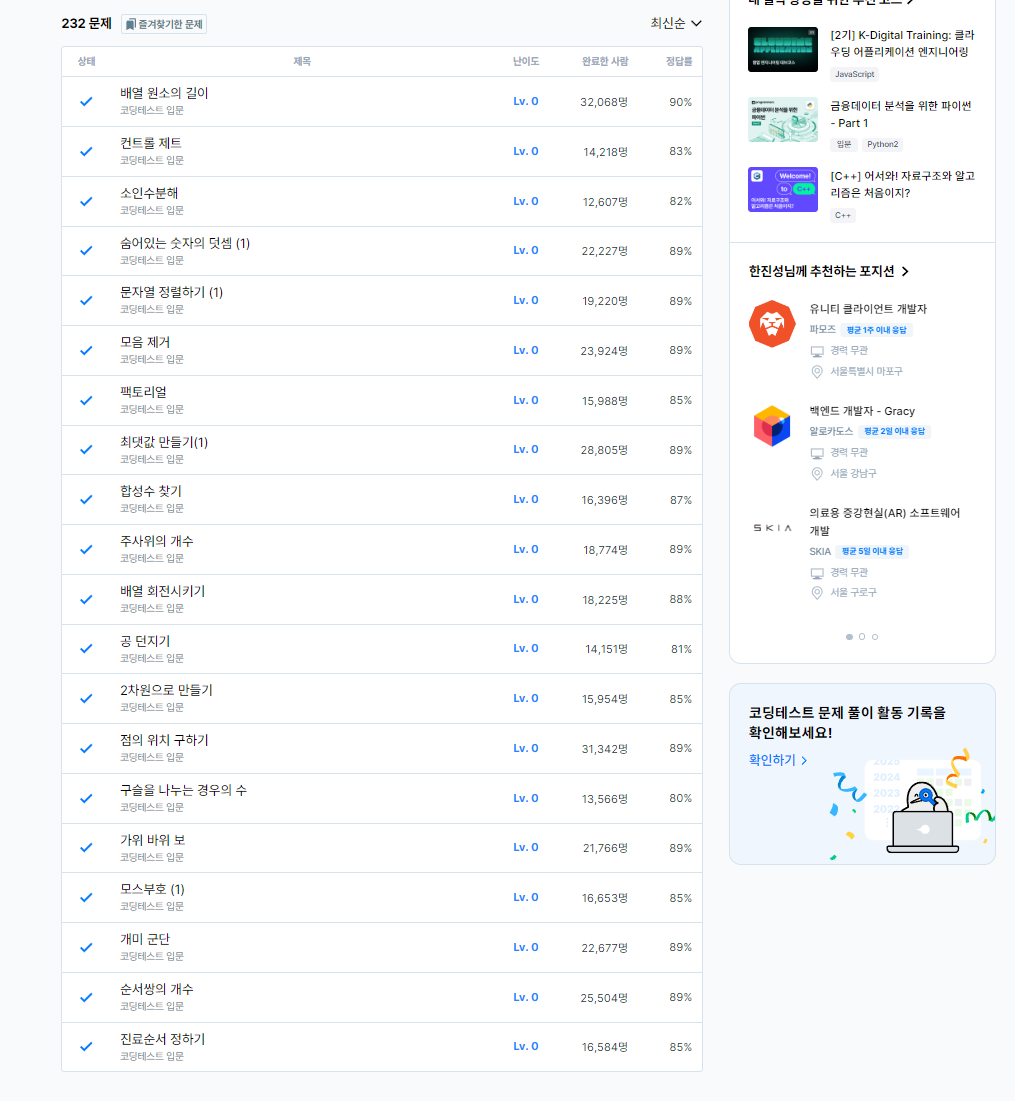 232 문제 즐겨찾기한 문제 최신순
상태 제목 난이도 완료한 사람 정답률
배열 원소의 길이 Lv. 0 32,068명 90%
코딩테스트 입문
컨트롤 제트 Lv. 0 14,218명 83%
코딩테스트 입문
소인수분해 Lv. 0 12,607명 82%
코딩테스트 입문
숨어있는 숫자의 덧셈 (1) Lv. 0 22,227명 89%
코딩테스트 입문
문자열 정렬하기 (1) Lv. 0 19,220명 89%
코딩테스트 입문
모음 제거 Lv. 0 23,924명 89%
코딩테스트 입문
팩토리얼 Lv. 0 15,988명 85%
코딩테스트 입문
최댓값 만들기(1) Lv. 0 28,805명 89%
코딩테스트 입문
합성수 찾기 Lv. 0 16,396명 87%
코딩테스트 입문
주사위의 개수 Lv. 0 18,774명 89%
코딩테스트 입문
배열 회전시키기 Lv. 0 18,225명 88%
코딩테스트 입문
공 던지기 Lv. 0 14,151명 81%
코딩테스트 입문
2차원으로 만들기 Lv. 0 15,954명 85%
코딩테스트 입문
점의 위치 구하기 Lv. 0 31,342명 89%
코딩테스트 입문
구슬을 나누는 경우의 수 Lv. 0 13,566명 80%
코딩테스트 입문
가위 바위 보 Lv. 0 21,766명 89%
코딩테스트 입문
모스부호 (1) Lv. 0 16,653명 85%
코딩테스트 입문
개미 군단 Lv. 0 22,677명 89%
코딩테스트 입문
순서쌍의 개수 Lv. 0 25,504명 89%
코딩테스트 입문
진료순서 정하기 Lv. 0 16,584명 85%
코딩테스트 입문
[2기] K-Digital Training: 클라
우딩 어플리케이션 엔지니어링
JavaScript
금융데이터 분석을 위한
파이썬
금융데이터 분석을 위한 파이썬
- Part 1
입문 Python2
Welcome!
to C++
어서와! 자료구조와
알고리즘은 처음이지?
[C++] 어서와! 자료구조와 알고
리즘은 처음이지?
C++
한진성님께 추천하는 포지션
유니티 클라이언트 개발자
파모즈 평균 1주 이내 응답
경력 무관
서울특별시 마포구
백엔드 개발자 - Gracy
알로카도스 평균 2일 이내 응답
경력 무관
서울 강남구
SKIA
의료용 증강현실(AR) 소프트웨어
개발
SKIA 평균 5일 이내 응답
경력 무관
서울 구로구
코딩테스트 문제 풀이 활동 기록을
확인해보세요!
확인하기
2025
2024
2023